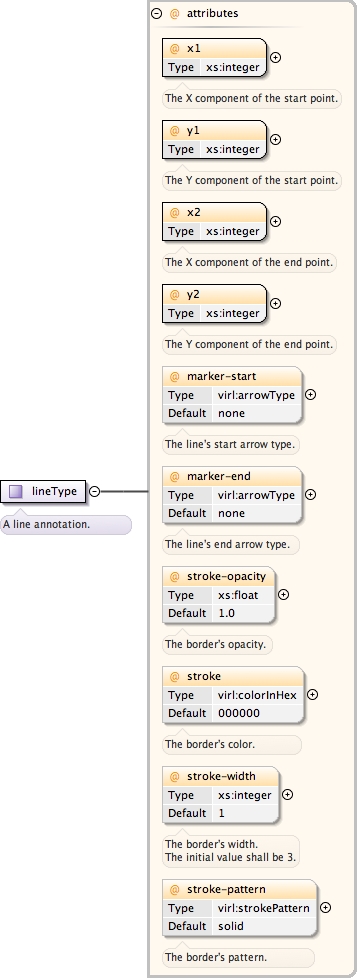 @ attributes
@ x1
Type xs:integer
The X component of the start point.
@ y1
Type xs:integer
The Y component of the start point.
@ x2
Type xs:integer
The X component of the end point.
@ y2
Type xs:integer
The Y component of the end point.
@ marker-start
Type virl:arrowType
Default none
The line's start arrow type.
@ marker-end
Type virl:arrowType
Default none
The line's end arrow type.
lineType
A line annotation.
@ stroke-opacity
Type xs:float
Default 1.0
The border's opacity.
@ stroke
Type virl:colorInHex
Default 000000
The border's color.
@ stroke-width
Type xs:integer
Default 1
The border's width.
The initial value shall be 3.
@ stroke-pattern
Type virl:strokePattern
Default solid
The border's pattern.